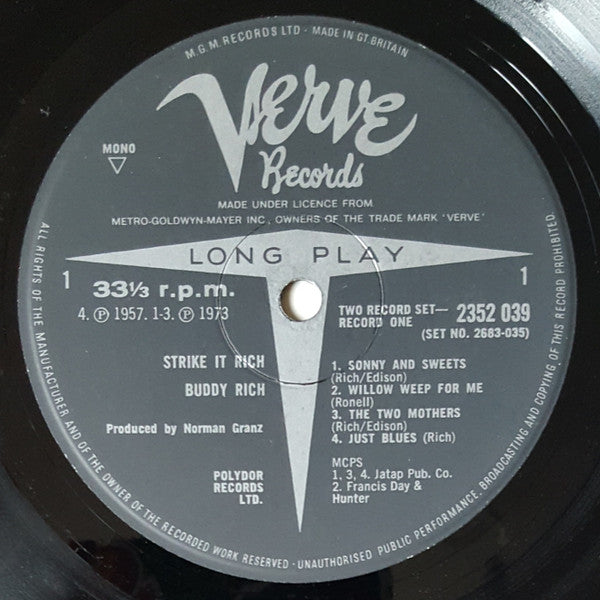 M.G.M. RECORDS LTD · MADE IN GT. BRITAIN
Verve
Records
MONO
MADE UNDER LICENCE FROM
METRO-GOLDWYN-MAYER INC., OWNERS OF THE TRADE MARK 'VERVE'
LONG PLAY
1
1
33⅓ r.p.m.
4. ℗ 1957. 1-3. ℗ 1973
TWO RECORD SET— 2352 039
RECORD ONE (SET NO. 2683-035)
STRIKE IT RICH
BUDDY RICH
Produced by Norman Granz
1. SONNY AND SWEETS
(Rich/Edison)
2. WILLOW WEEP FOR ME
(Ronell)
3. THE TWO MOTHERS
(Rich/Edison)
4. JUST BLUES (Rich)
MCPS
1, 3, 4. Jatap Pub. Co.
2. Francis Day &
Hunter
POLYDOR
RECORDS
LTD.
ALL RIGHTS OF THE MANUFACTURER AND OF THE OWNER OF THE RECORDED WORK RESERVED · UNAUTHORISED PUBLIC PERFORMANCE, BROADCASTING AND COPYING OF THIS RECORD PROHIBITED.